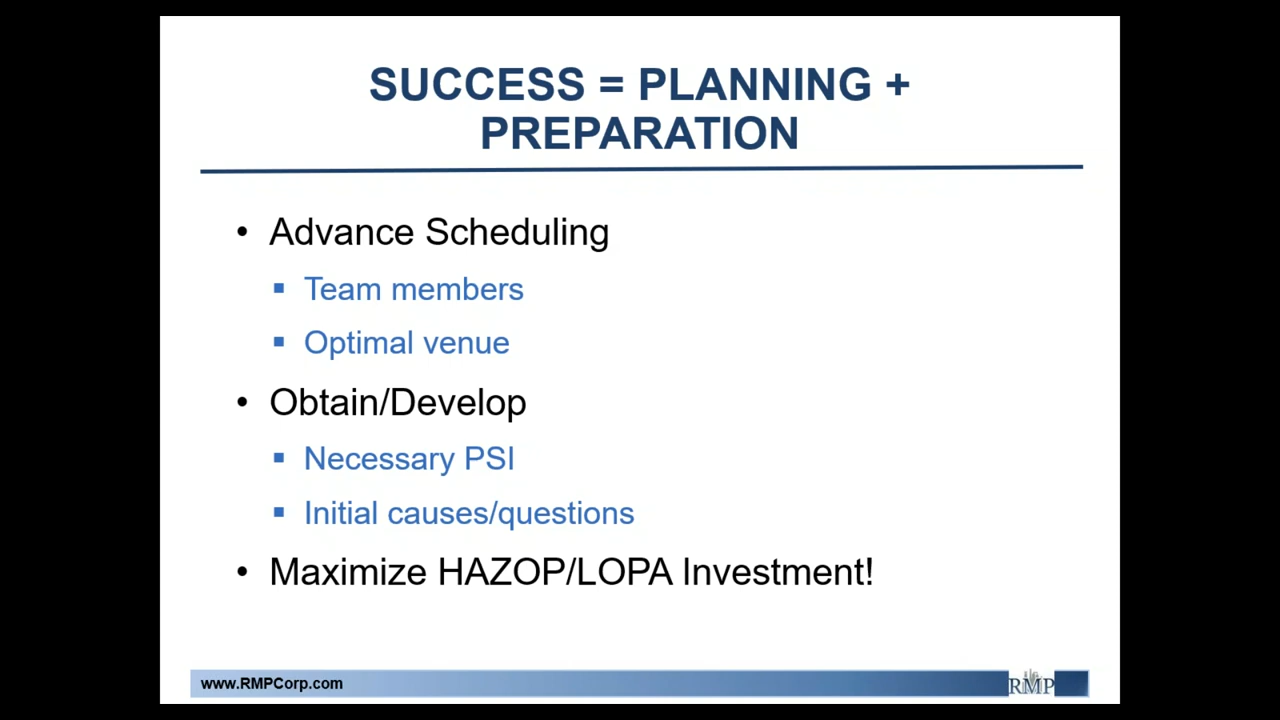 SUCCESS = PLANNING +
PREPARATION
• Advance Scheduling
▪ Team members
▪ Optimal venue
• Obtain/Develop
▪ Necessary PSI
▪ Initial causes/questions
• Maximize HAZOP/LOPA Investment!
www.RMPCorp.com
RMP